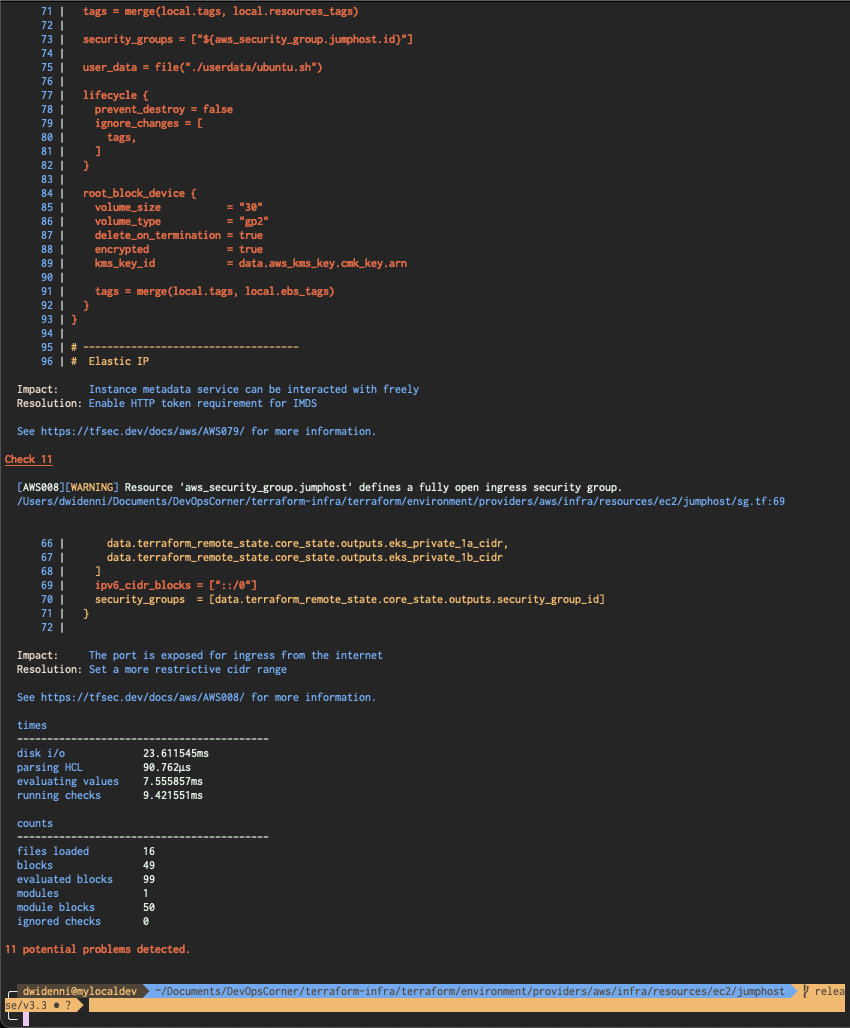 71 |   tags = merge(local.tags, local.resources_tags)
72 |
73 |   security_groups = ["${aws_security_group.jumphost.id}"]
74 |
75 |   user_data = file("./userdata/ubuntu.sh")
76 |
77 |   lifecycle {
78 |     prevent_destroy = false
79 |     ignore_changes = [
80 |       tags,
81 |     ]
82 |   }
83 |
84 |   root_block_device {
85 |     volume_size           = "30"
86 |     volume_type           = "gp2"
87 |     delete_on_termination = true
88 |     encrypted             = true
89 |     kms_key_id            = data.aws_kms_key.cmk_key.arn
90 |
91 |     tags = merge(local.tags, local.ebs_tags)
92 |   }
93 | }
94 |
95 | # ------------------------------------
96 | #  Elastic IP
Impact:     Instance metadata service can be interacted with freely
Resolution: Enable HTTP token requirement for IMDS
See https://tfsec.dev/docs/aws/AWS079/ for more information.
Check 11
[AWS008][WARNING] Resource 'aws_security_group.jumphost' defines a fully open ingress security group.
/Users/dwidenni/Documents/DevOpsCorner/terraform-infra/terraform/environment/providers/aws/infra/resources/ec2/jumphost/sg.tf:69
66 |       data.terraform_remote_state.core_state.outputs.eks_private_1a_cidr,
67 |       data.terraform_remote_state.core_state.outputs.eks_private_1b_cidr
68 |     ]
69 |     ipv6_cidr_blocks = ["::/0"]
70 |     security_groups  = [data.terraform_remote_state.core_state.outputs.security_group_id]
71 |   }
72 |
Impact:     The port is exposed for ingress from the internet
Resolution: Set a more restrictive cidr range
See https://tfsec.dev/docs/aws/AWS008/ for more information.
times
------------------------------------------
disk i/o             23.611545ms
parsing HCL          90.762µs
evaluating values    7.555857ms
running checks       9.421551ms
counts
------------------------------------------
files loaded         16
blocks               49
evaluated blocks     99
modules              1
module blocks        50
ignored checks       0
11 potential problems detected.
dwidenni@mylocaldev ~/Documents/DevOpsCorner/terraform-infra/terraform/environment/providers/aws/infra/resources/ec2/jumphost relea
se/v3.3 ● ?